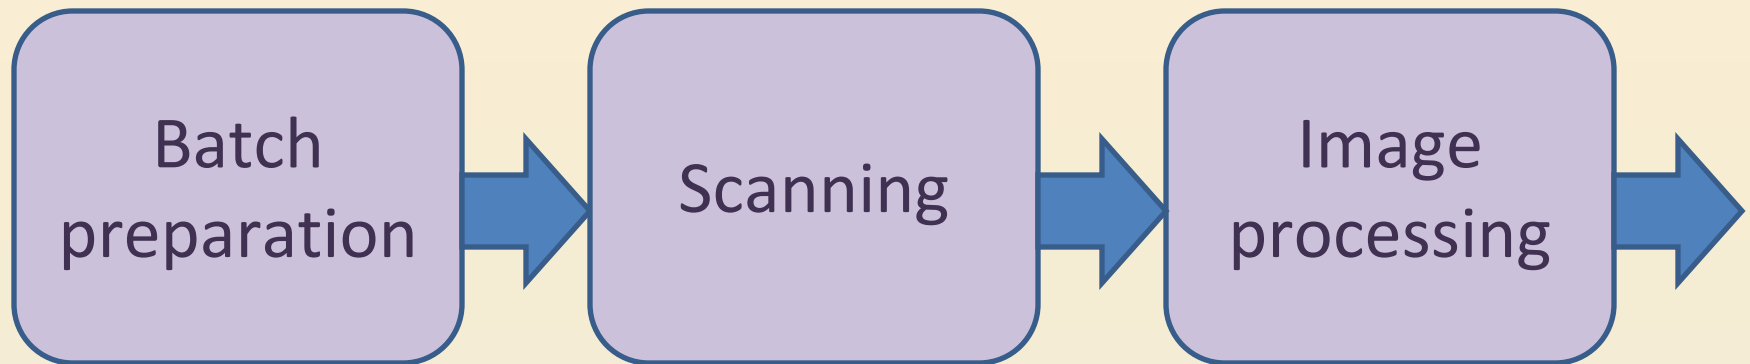 Batch
preparation
Scanning
Image
processing